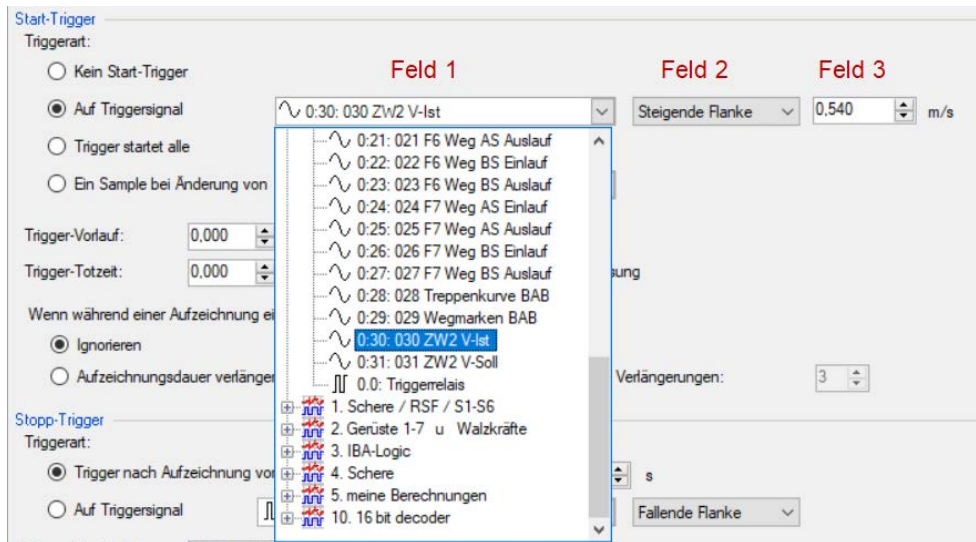 Start-Trigger
Triggerart:
Kein Start-Trigger
Feld 1 Feld 2 Feld 3
Auf Triggersignal 0:30: 030 ZW2 V-Ist Steigende Flanke 0,540 m/s
0:21: 021 F6 Weg AS Auslauf
Trigger startet alle
0:22: 022 F6 Weg BS Einlauf
0:23: 023 F6 Weg BS Auslauf
Ein Sample bei Änderung von
0:24: 024 F7 Weg AS Einlauf
0:25: 025 F7 Weg AS Auslauf
Trigger-Vorlauf: 0,000
0:26: 026 F7 Weg BS Einlauf
Trigger-Totzeit: 0,000
0:27: 027 F7 Weg BS Auslauf
0:28: 028 Treppenkurve BAB
Wenn während einer Aufzeichnung
0:29: 029 Wegmarken BAB
Ignorieren
0:30: 030 ZW2 V-Ist
0:31: 031 ZW2 V-Soll
Aufzeichnungsdauer Verlängerungen: 3
0.0: Triggerrelais
1. Schere / RSF / S1-S6
Stopp-Trigger
2. Gerüste 1-7 u Walzkräfte
Triggerart:
3. IBA-Logic
Trigger nach Aufzeichnung s
4. Schere
5. meine Berechnungen
Auf Triggersignal Fallende Flanke
10. 16 bit decoder